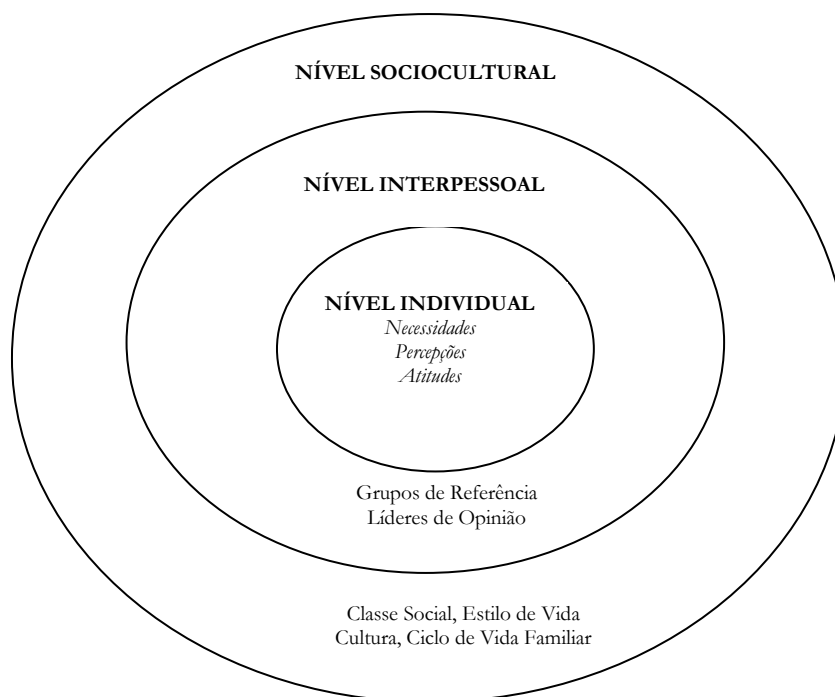 NÍVEL SOCIOCULTURAL
NÍVEL INTERPESSOAL
NÍVEL INDIVIDUAL
Necessidades
Percepções
Atitudes
Grupos de Referência
Líderes de Opinião
Classe Social, Estilo de Vida
Cultura, Ciclo de Vida Familiar